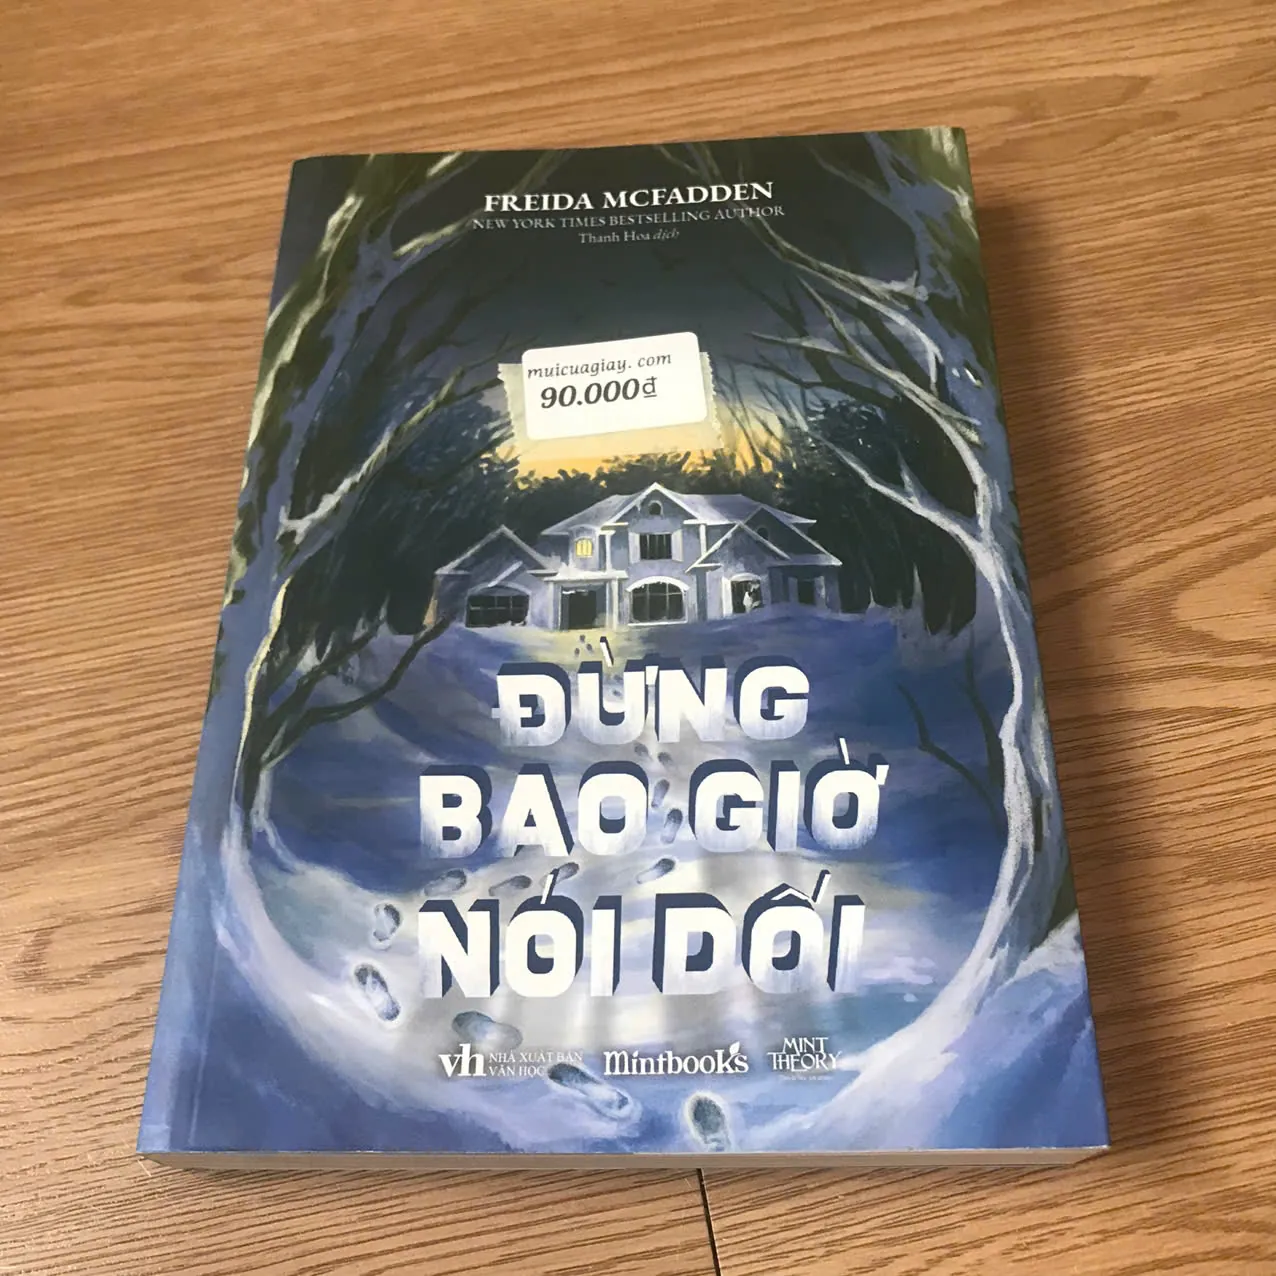 FREIDA MCFADDEN
NEW YORK TIMES BESTSELLING AUTHOR
Thanh Hoa dịch
muicuagiay. com
90.000₫
ĐỪNG
BAO GIỜ
NÓI DỐI
vh NHÀ XUẤT BẢN
VĂN HỌC
mintbooks
MINT
THEORY